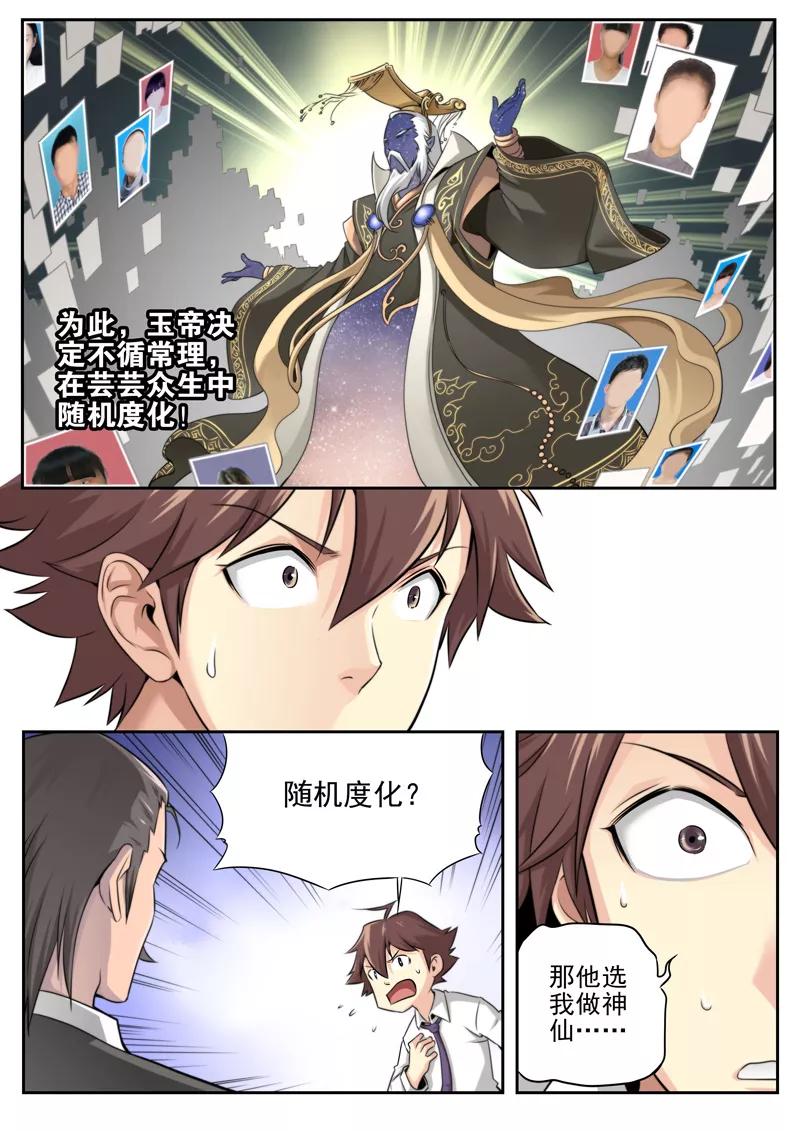 为此，玉帝决
定不循常理，
在芸芸众生中
随机度化！
随机度化？
那他选
我做神
仙……